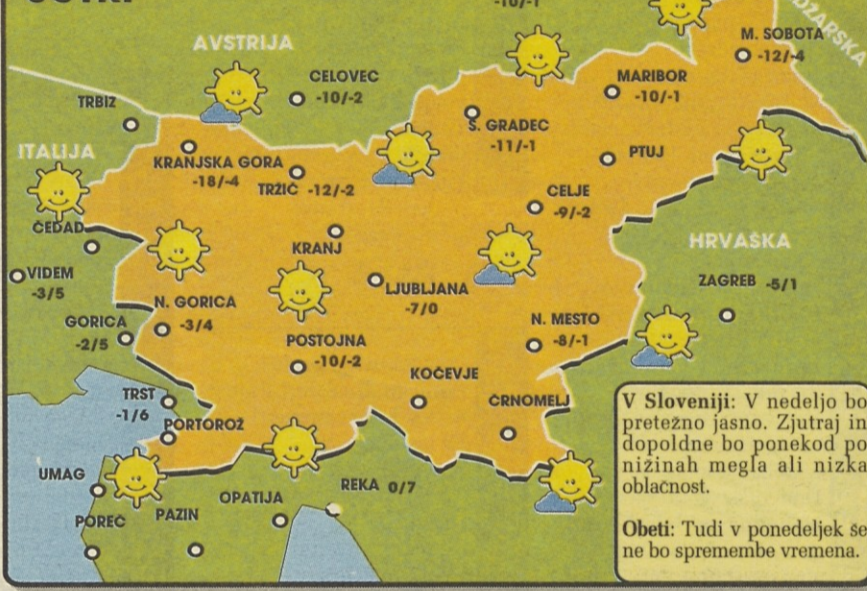 -10/-1
AVSTRIJA
M. SOBOTA
-12/-4
CELOVEC
-10/-2
MARIBOR
-10/-1
TRBIŽ
S. GRADEC
-11/-1
ITALIJA
KRANJSKA GORA
-18/-4
TRŽIČ -12/-2
PTUJ
CELJE
-9/-2
ČEDAD
KRANJ
HRVAŠKA
VIDEM
-3/5
LJUBLJANA
-7/0
ZAGREB -5/1
N. GORICA
-3/4
GORICA
-2/5
N. MESTO
-8/-1
POSTOJNA
-10/-2
KOČEVJE
TRST
-1/6
ČRNOMELJ
PORTOROŽ
UMAG
OPATIJA
REKA 0/7
POREČ
PAZIN
V Sloveniji: V nedeljo bo
pretežno jasno. Zjutraj in
dopoldne bo ponekod po
nižinah megla ali nizka
oblačnost.
Obeti: Tudi v ponedeljek še
ne bo spremembe vremena.